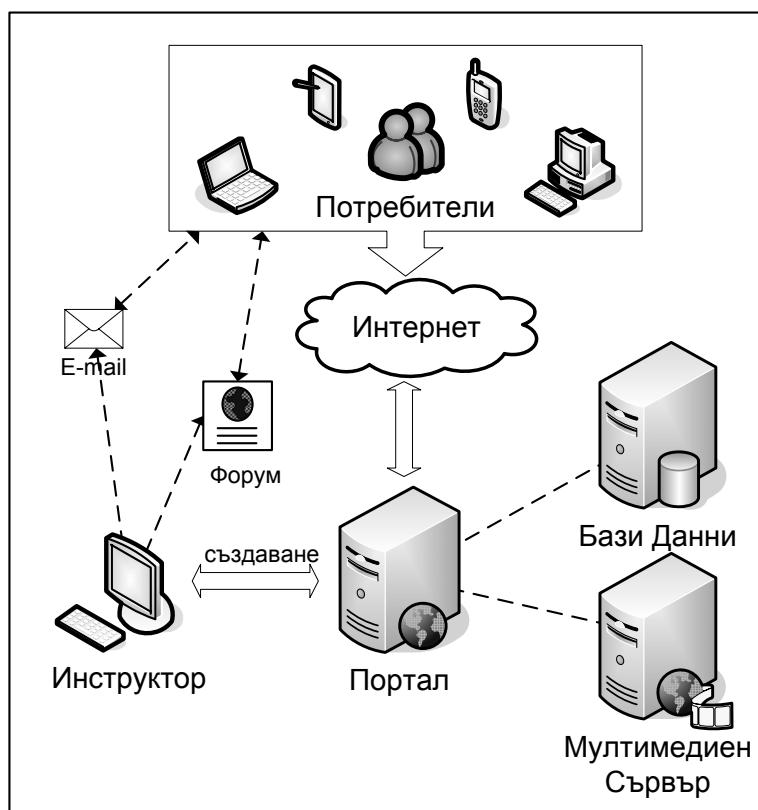 Потребители
Интернет
E-mail
Форум
създаване
Бази Данни
Инструктор
Портал
Мултимедиен
Сървър